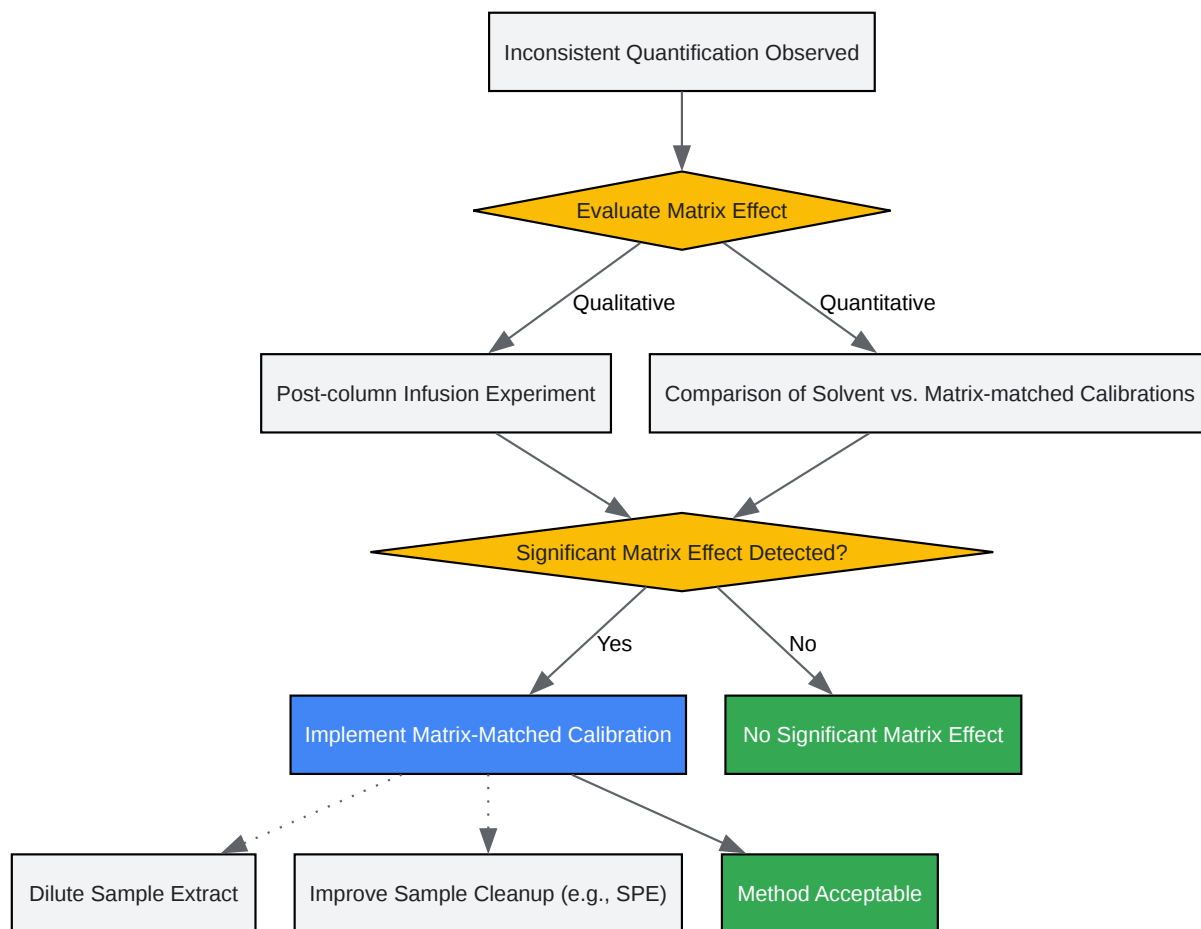 Inconsistent Quantification Observed
Evaluate Matrix Effect
Qualitative
Quantitative
Post-column Infusion Experiment
Comparison of Solvent vs. Matrix-matched Calibrations
Significant Matrix Effect Detected?
Yes
No
Implement Matrix-Matched Calibration
No Significant Matrix Effect
Dilute Sample Extract
Improve Sample Cleanup (e.g., SPE)
Method Acceptable